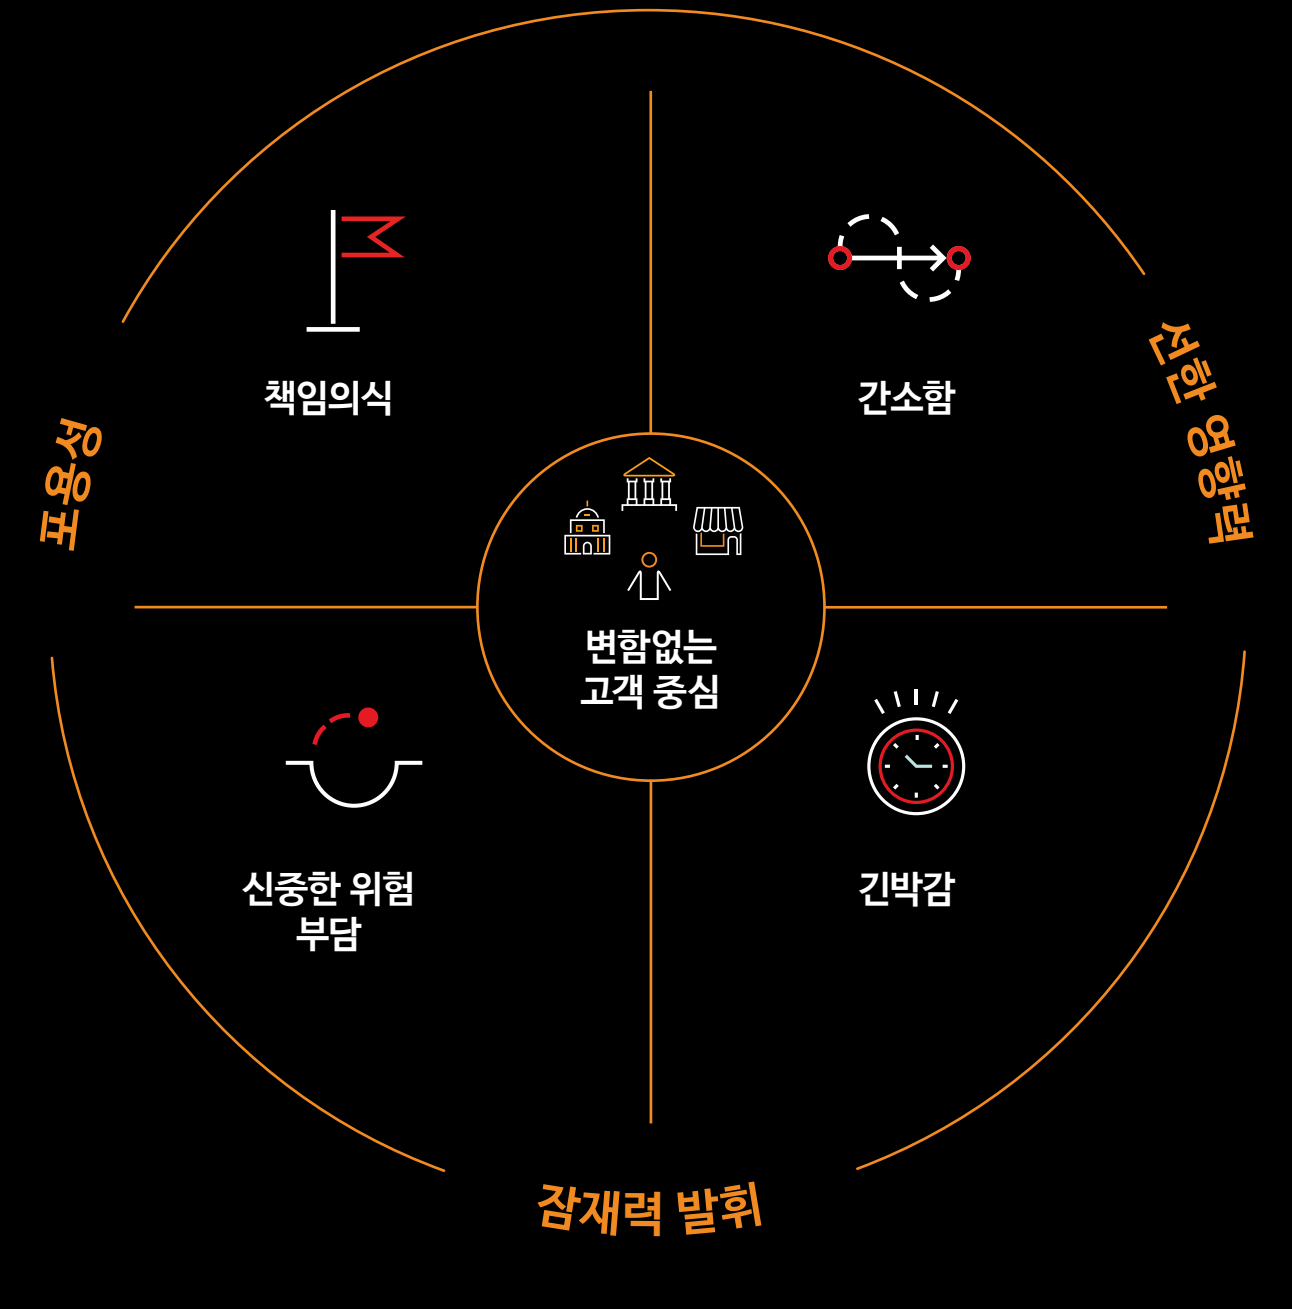 책임의식
간소함
포용성
선한 영향력
변함없는
고객 중심
신중한 위험
부담
긴박감
잠재력 발휘